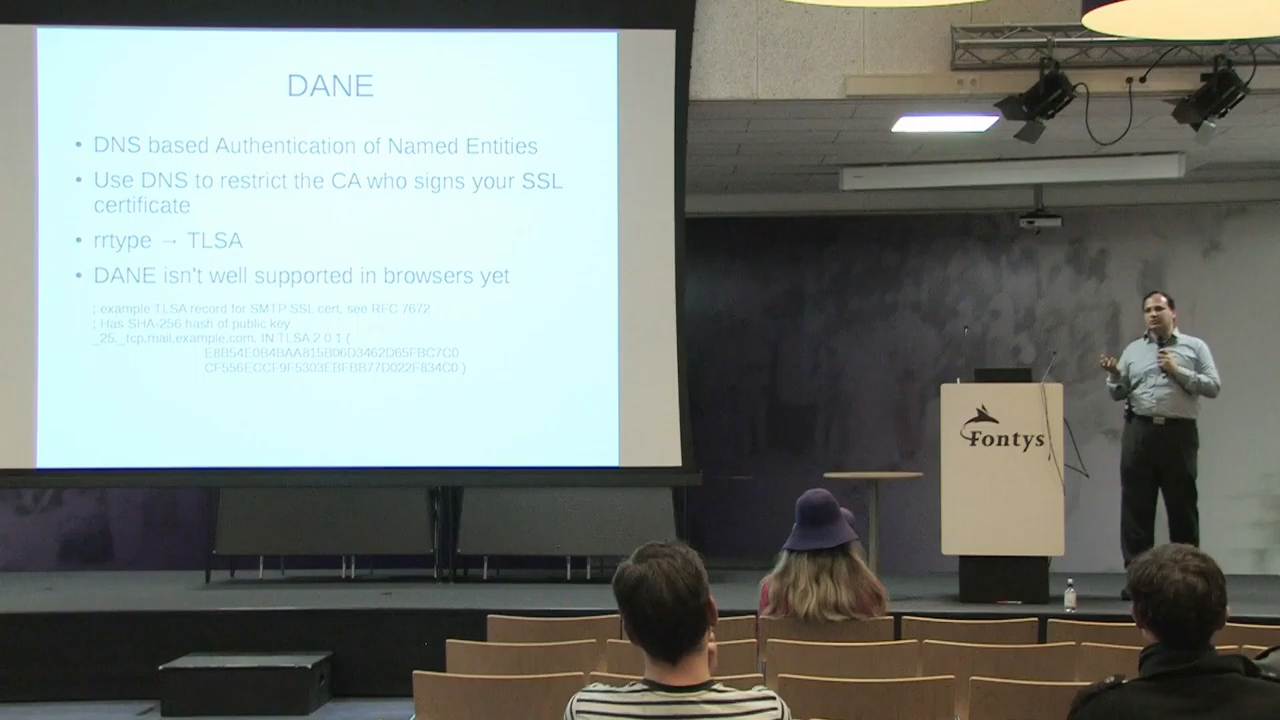 DANE
• DNS based Authentication of Named Entities
• Use DNS to restrict the CA who signs your SSL
certificate
• rrtype → TLSA
• DANE isn't well supported in browsers yet
; example TLSA record for SMTP SSL cert, see RFC 7672
; Has SHA-256 hash of public key
_25._tcp.mail.example.com. IN TLSA 2 0 1 (
E8B54E0B4BAA815B06D3462D65FBC7C0
CF556ECCF9F5303EBFBB77D022F834C0 )
Fontys